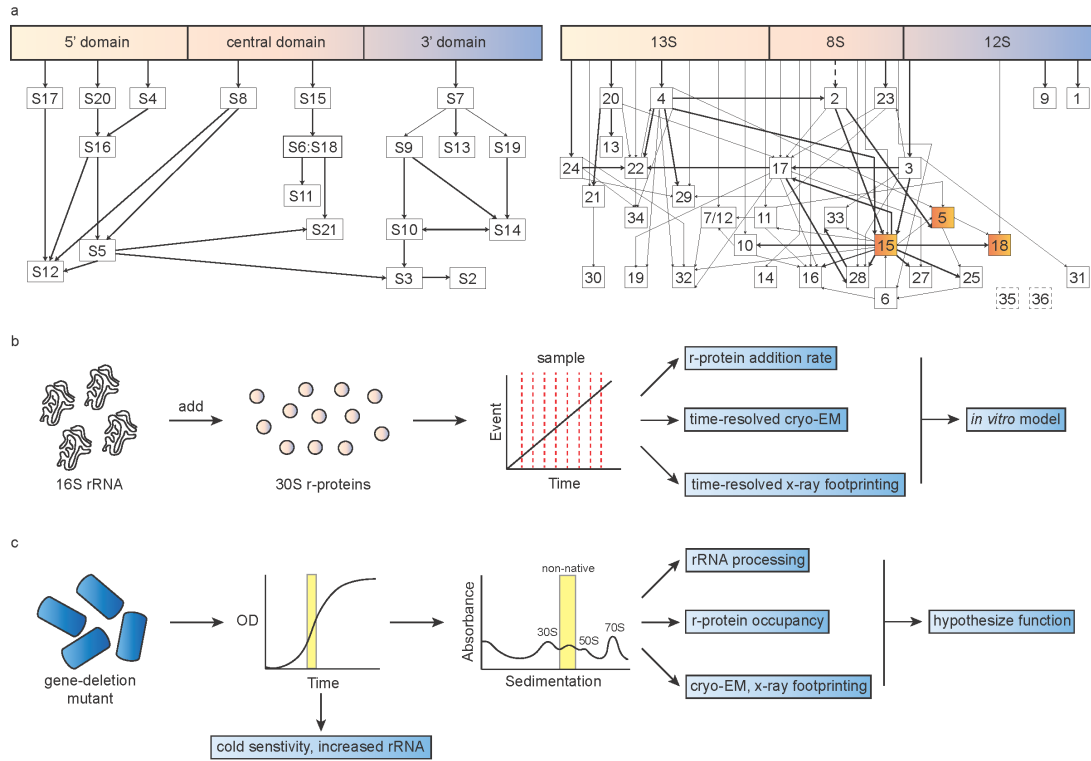 a
5' domain central domain 3' domain 13S 8S 12S
S17 S20 S4 S8 S15 S7
S16 S6:S18 S9 S13 S19
S11
S21 S10 S14
S5
S12 S3 S2
20 4 2 23 9 1
13
24 22 17 3
21 29
34 7/12 11 33 5
10 15 18
30 19 32 14 16 28 27 25 31
6 35 36
b
16S rRNA
add
30S r-proteins
sample
Event
Time
r-protein addition rate
time-resolved cryo-EM
time-resolved x-ray footprinting
in vitro model
c
gene-deletion
mutant
OD
Time
cold senstivity, increased rRNA
Absorbance
non-native
30S
50S
70S
Sedimentation
rRNA processing
r-protein occupancy
cryo-EM, x-ray footprinting
hypothesize function